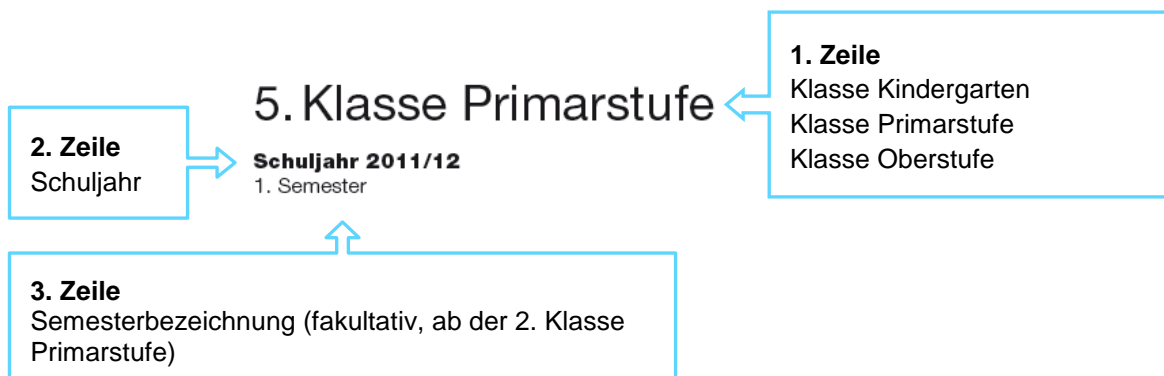 1. Zeile
Klasse Kindergarten
Klasse Primarstufe
Klasse Oberstufe
5. Klasse Primarstufe
2. Zeile
Schuljahr
Schuljahr 2011/12
1. Semester
3. Zeile
Semesterbezeichnung (fakultativ, ab der 2. Klasse
Primarstufe)